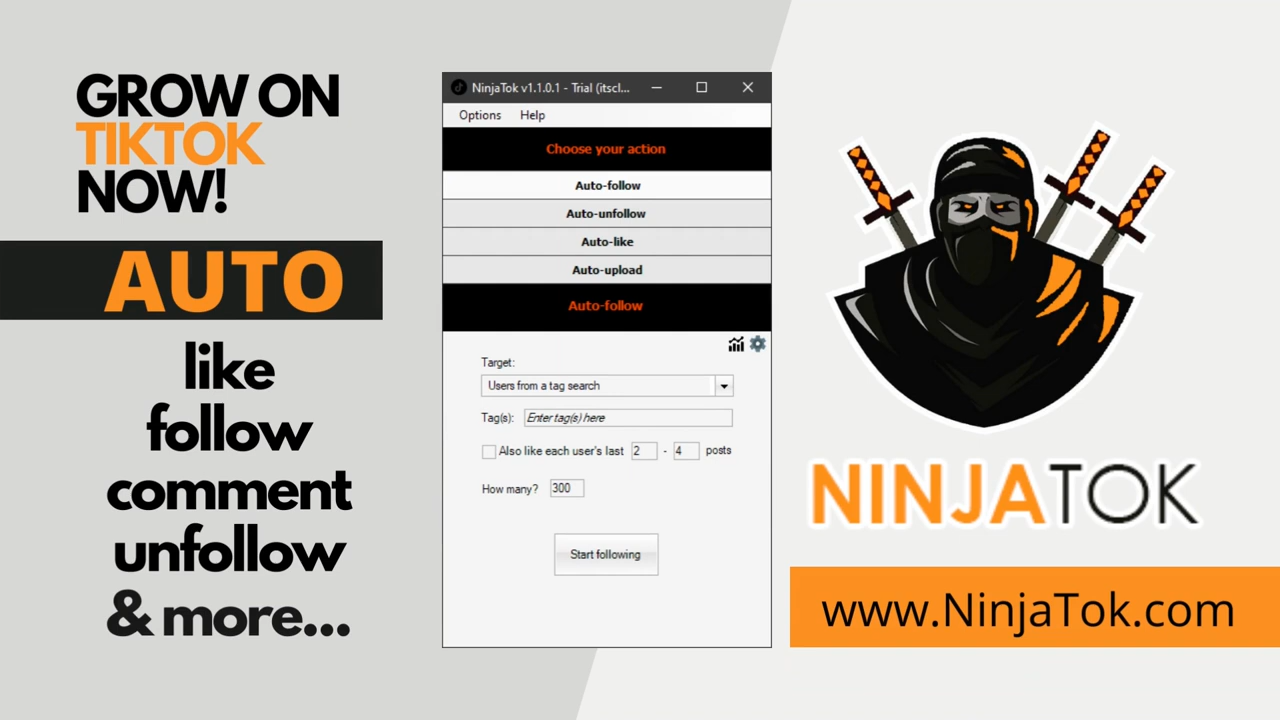 GROW ON
TIKTOK
NOW!
AUTO
like
follow
comment
unfollow
& more...
NinjaTok v1.1.0.1 - Trial (itscl...
Options Help
Choose your action
Auto-follow
Auto-unfollow
Auto-like
Auto-upload
Auto-follow
Target:
Users from a tag search
Tag(s): Enter tag(s) here
Also like each user's last 2 - 4 posts
How many? 300
Start following
NINJATOK
www.NinjaTok.com